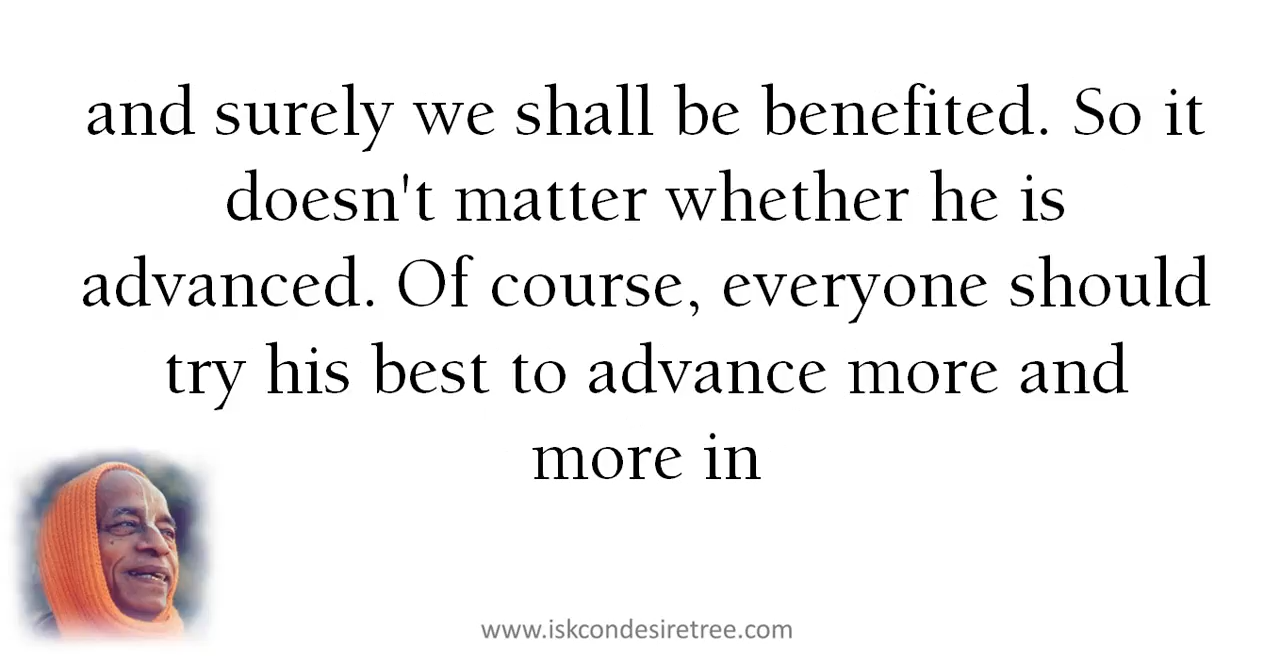 and surely we shall be benefited. So it
doesn't matter whether he is
advanced. Of course, everyone should
try his best to advance more and
more in
www.iskcondesiretree.com